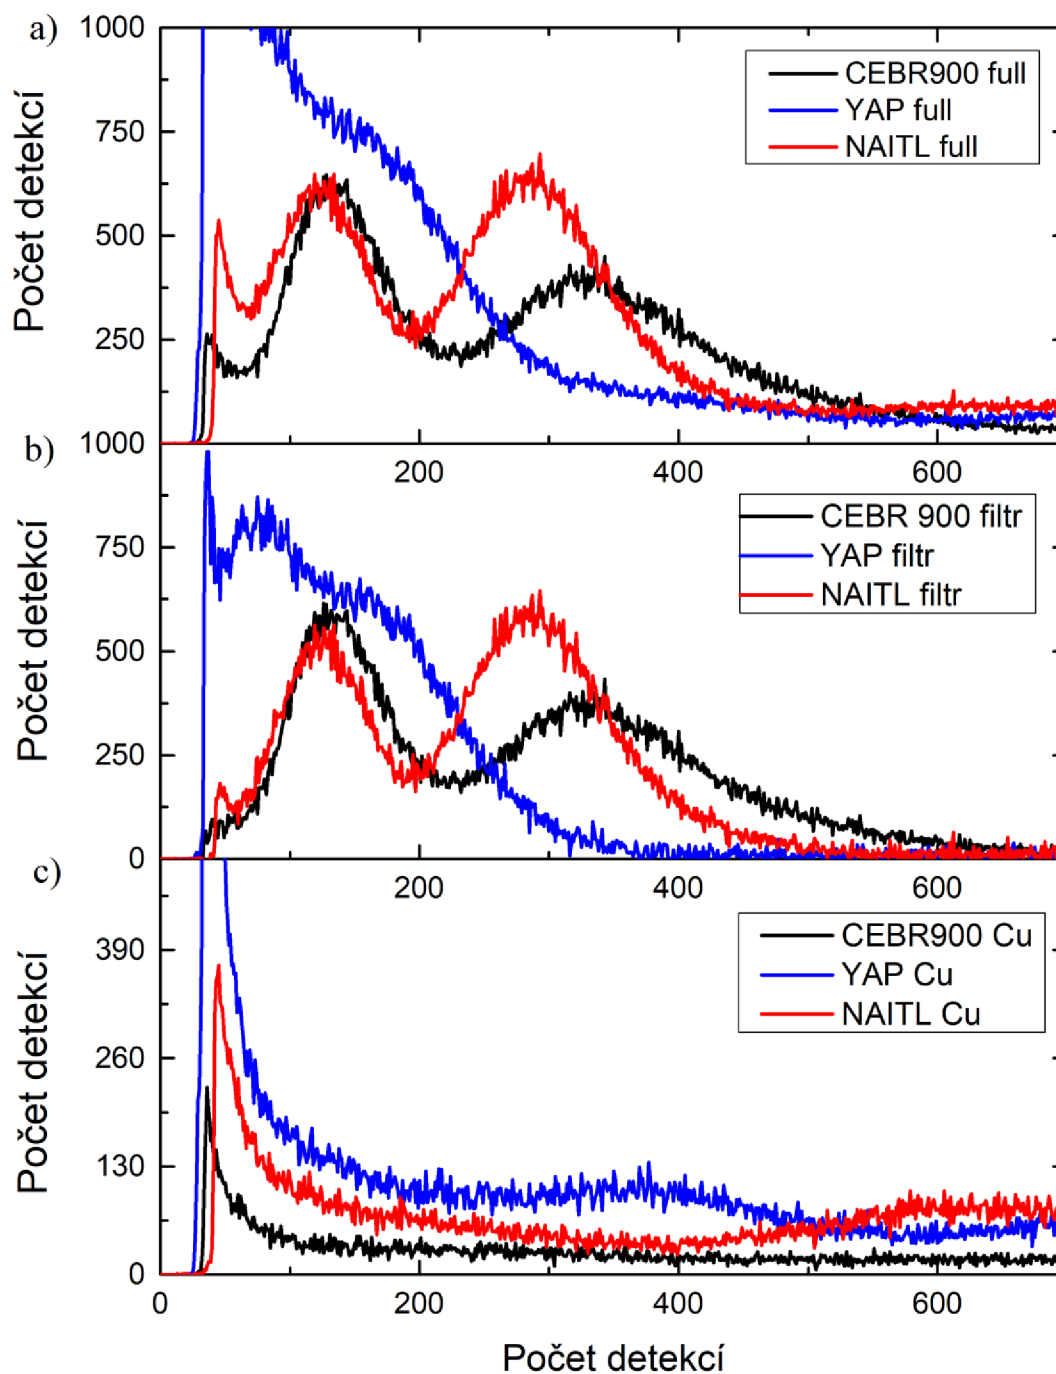 a)
1000
750
500
250
Počet detekcí
CEBR900 full
YAP full
NAITL full
200
400
600
b)
1000
750
500
250
0
Počet detekcí
CEBR 900 filtr
YAP filtr
NAITL filtr
200
400
600
c)
390
260
130
0
Počet detekcí
CEBR900 Cu
YAP Cu
NAITL Cu
0
200
400
600
Počet detekcí